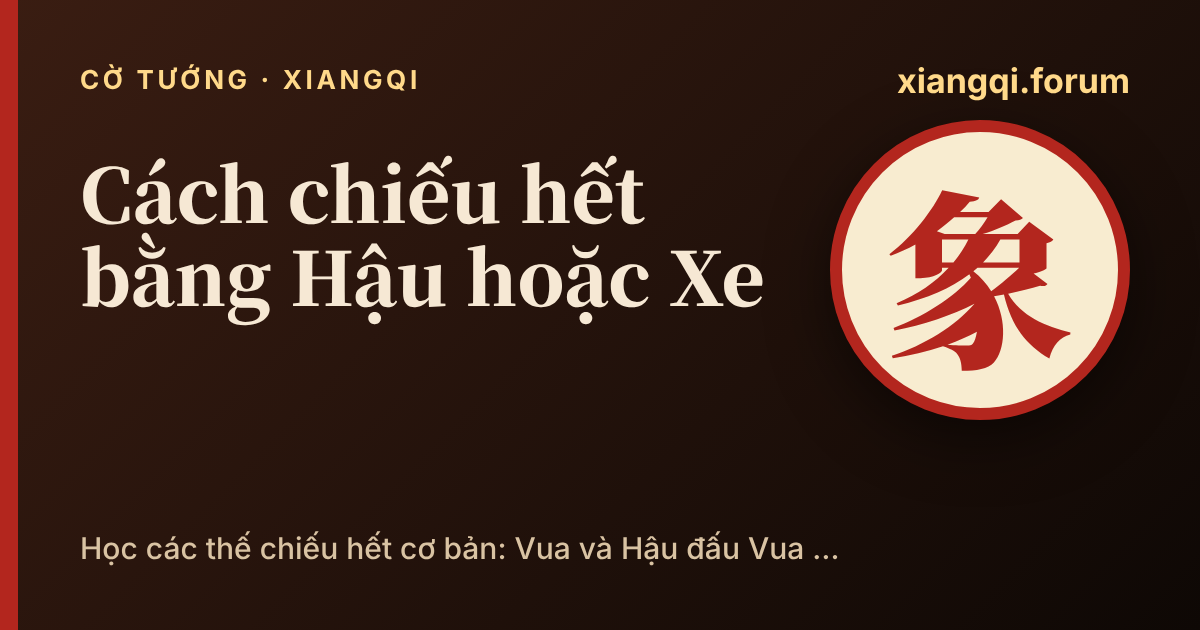 CỜ TƯỚNG · XIANGQI
xiangqi.forum
Cách chiếu hết
bằng Hậu hoặc Xe
象
Học các thế chiếu hết cơ bản: Vua và Hậu đấu Vua ...